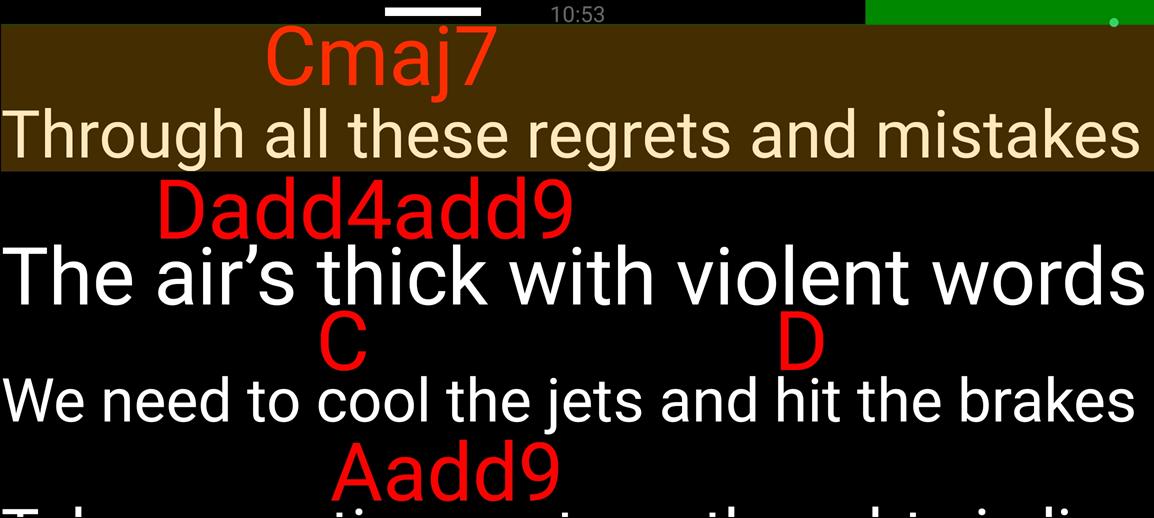 10:53
Cmaj7
Through all these regrets and mistakes
Dadd4add9
The air’s thick with violent words
C D
We need to cool the jets and hit the brakes
Aadd9